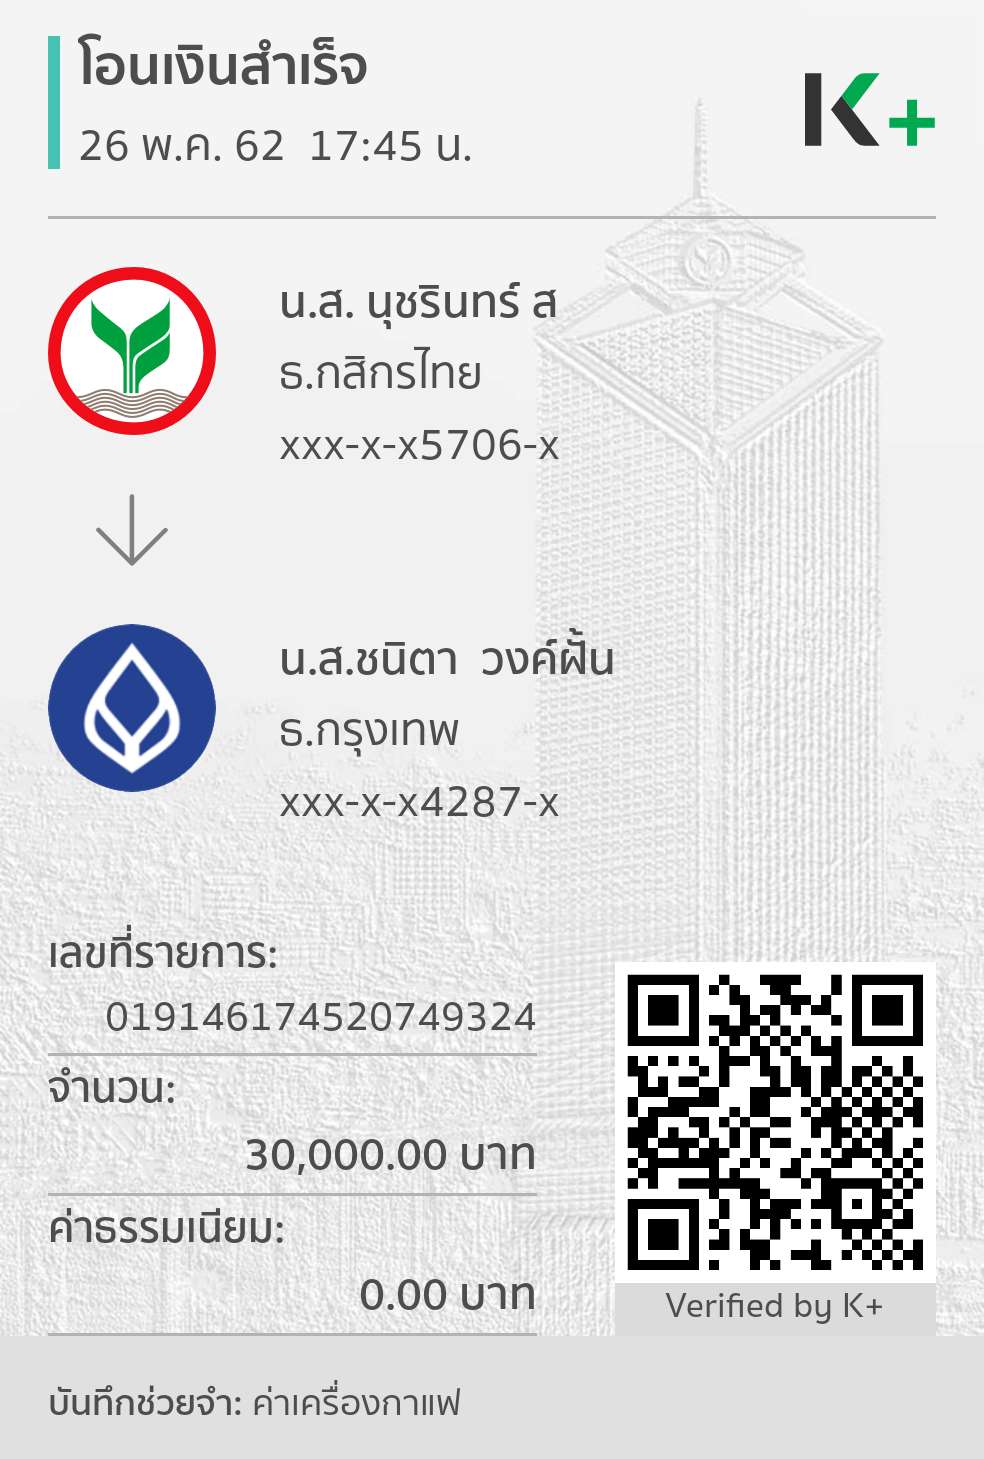 โอนเงินสำเร็จ
26 พ.ค. 62 17:45 น.
K+
น.ส. นุชรินทร์ ส
ธ.กสิกรไทย
xxx-x-x5706-x
น.ส.ชนิตา วงค์ฝั้น
ธ.กรุงเทพ
xxx-x-x4287-x
เลขที่รายการ:
019146174520749324
จำนวน:
30,000.00 บาท
ค่าธรรมเนียม:
0.00 บาท
Verified by K+
บันทึกช่วยจำ: ค่าเครื่องกาแฟ